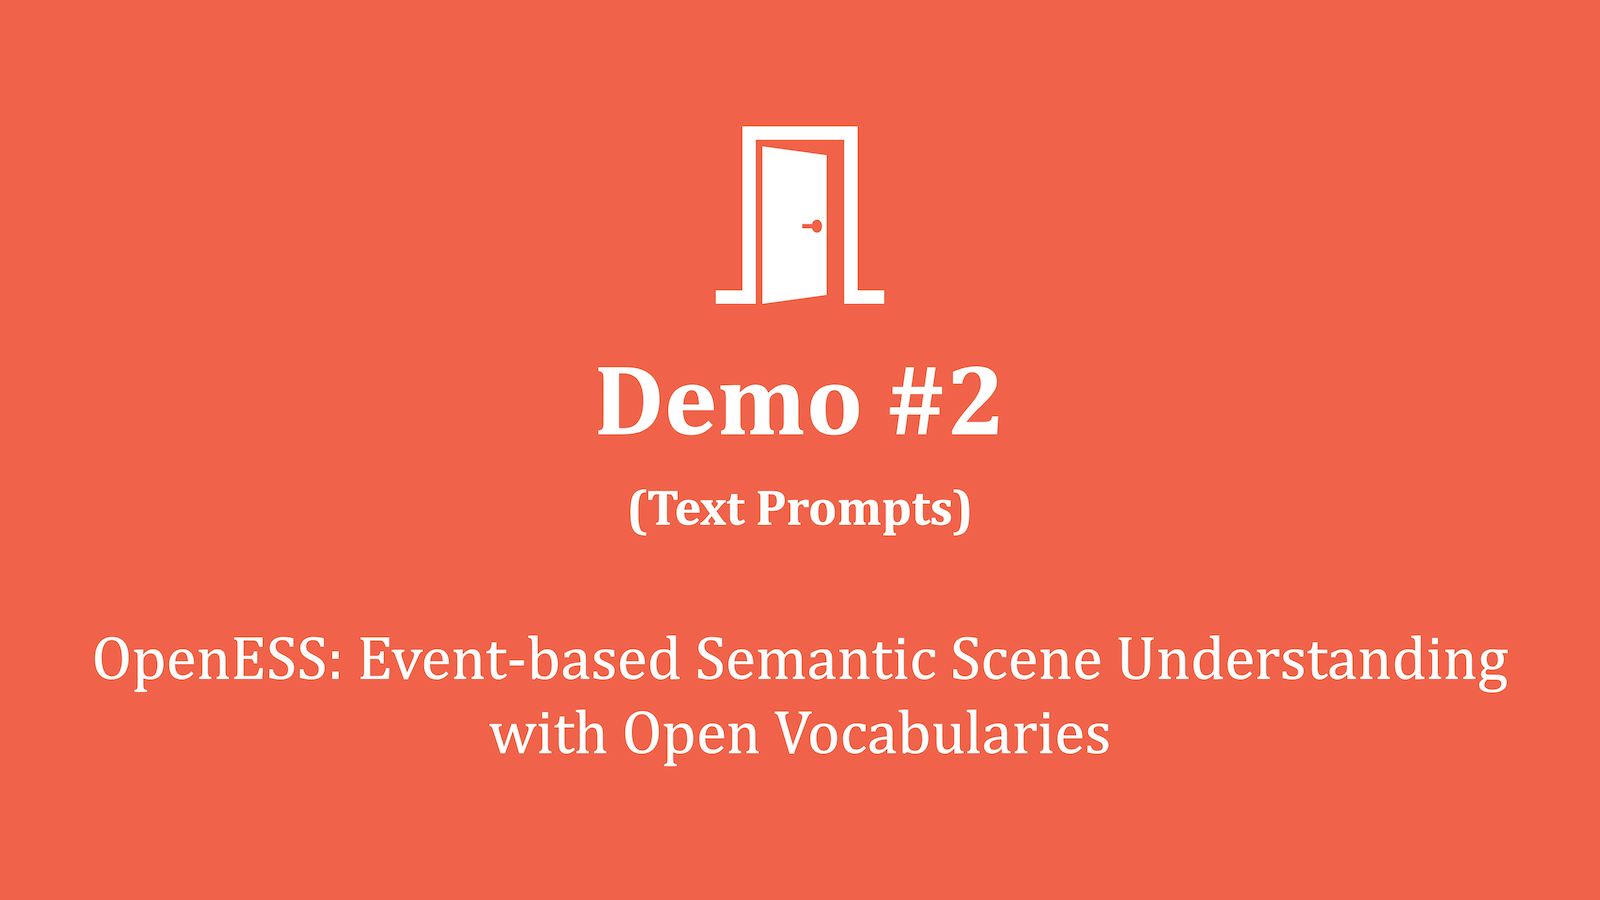 Demo #2
(Text Prompts)
OpenESS: Event-based Semantic Scene Understanding
with Open Vocabularies